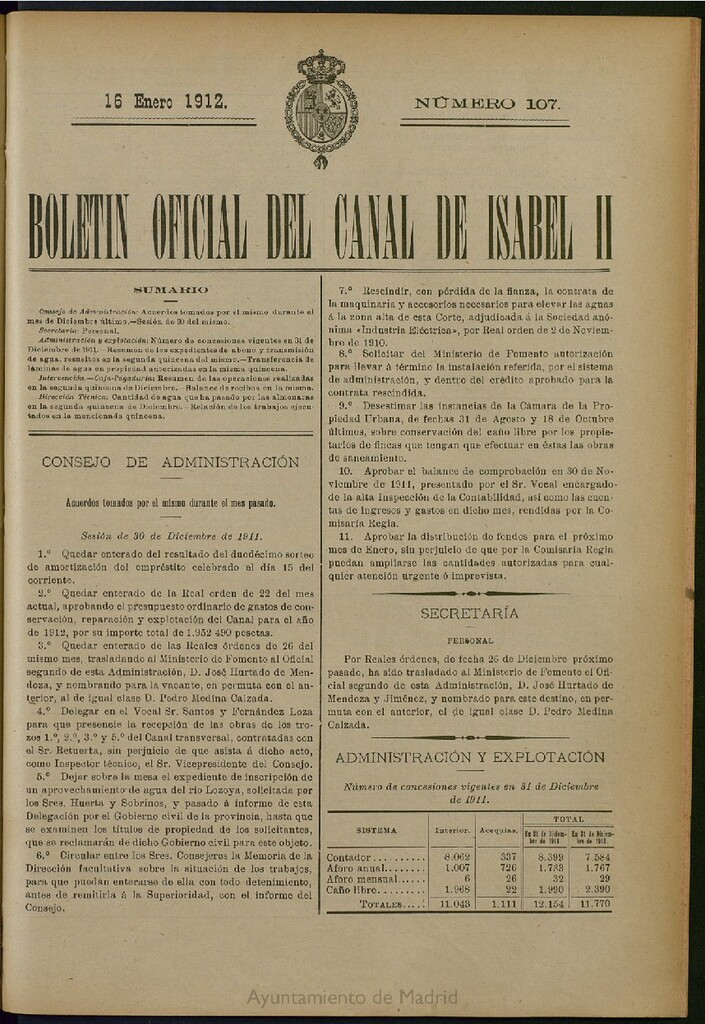 16 Enero 1912.
NÚMERO 107.
BOLETIN OFICIAL DEL CANAL DE ISABEL II
SUMARIO
Consejo de Administración: Acuerdos tomados por el mismo durante el
mes de Diciembre último.—Sesión de 30 del mismo.
Secretaría: Personal.
Administración y explotación: Número de concesiones vigentes en 31 de
Diciembre de 1911.—Resumen de los expedientes de abono y transmisión
de agua, resueltos en la segunda quincena del mismo.—Transferencia de
láminas de agua en propiedad autorizadas en la misma quincena.
Intervención.—Caja-Pagaduría: Resumen de las operaciones realizadas
en la segunda quincena de Diciembre.—Balance de recibos en la misma.
Dirección Técnica: Cantidad de agua que ha pasado por las almenaras
en la segunda quincena de Diciembre.—Relación de los trabajos ejecu-
tados en la mencionada quincena.
CONSEJO DE ADMINISTRACIÓN
Acuerdos tomados por el mismo durante el mes pasado.
Sesión de 30 de Diciembre de 1911.
1.º Quedar enterado del resultado del duodécimo sorteo
de amortización del empréstito celebrado el día 15 del
corriente.
2.º Quedar enterado de la Real orden de 22 del mes
actual, aprobando el presupuesto ordinario de gastos de con-
servación, reparación y explotación del Canal para el año
de 1912, por su importe total de 1.952 490 pesetas.
3.º Quedar enterado de las Reales órdenes de 26 del
mismo mes, trasladando al Ministerio de Fomento al Oficial
segundo de esta Administración, D. José Hurtado de Men-
doza, y nombrando para la vacante, en permuta con el an-
terior, al de igual clase D. Pedro Medina Calzada.
4.º Delegar en el Vocal Sr. Santos y Fernández Loza
para que presencie la recepción de las obras de los tro-
zos 1.º, 2.º, 3.º y 5.º del Canal transversal, contratadas con
el Sr. Retuerta, sin perjuicio de que asista á dicho acto,
como Inspector técnico, el Sr. Vicepresidente del Consejo.
5.º Dejar sobre la mesa el expediente de inscripción de
un aprovechamiento de agua del río Lozoya, solicitada por
los Sres. Huerta y Sobrinos, y pasado á informe de esta
Delegación por el Gobierno civil de la provincia, hasta
que se examinen los títulos de propiedad de los solicitantes,
que se reclamarán de dicho Gobierno civil para este objeto.
6.º Circular entre los Sres. Consejeros la Memoria de la
Dirección facultativa sobre la situación de los trabajos,
para que puedan enterarse de ella con todo detenimiento,
antes de remitirla á la Superioridad, con el informe del
Consejo.
7.º Rescindir, con pérdida de la fianza, la contrata de
la maquinaria y accesorios necesarios para elevar las aguas
á la zona alta de esta Corte, adjudicada á la Sociedad anó-
nima «Industria Eléctrica», por Real orden de 2 de Noviem-
bre de 1910.
8.º Solicitar del Ministerio de Fomento autorización
para llevar á término la instalación referida, por el sistema
de administración, y dentro del crédito aprobado para la
contrata rescindida.
9.º Desestimar las instancias de la Cámara de la Pro-
piedad Urbana, de fechas 31 de Agosto y 18 de Octubre
últimos, sobre conservación del caño libre por los propie-
tarios de fincas que tengan que efectuar en éstas las obras
de saneamiento.
10. Aprobar el balance de comprobación en 30 de No-
viembre de 1911, presentado por el Sr. Vocal encargado
de la alta Inspección de la Contabilidad, así como las cuen-
tas de ingresos y gastos en dicho mes, rendidas por la Co-
misaría Regia.
11. Aprobar la distribución de fondos para el próximo
mes de Enero, sin perjuicio de que por la Comisaría Regia
puedan ampliarse las cantidades autorizadas para cual-
quier atención urgente ó imprevista.
SECRETARÍA
PERSONAL
Por Reales órdenes, de fecha 26 de Diciembre próximo
pasado, ha sido trasladado al Ministerio de Fomento el Ofi-
cial segundo de esta Administración, D. José Hurtado de
Mendoza y Jiménez, y nombrado para este destino, en per-
muta con el anterior, el de igual clase D. Pedro Medina
Calzada.
ADMINISTRACIÓN Y EXPLOTACIÓN
Número de concesiones vigentes en 31 de Diciembre
de 1911.
SISTEMA Interior. Acequias. TOTAL
En 31 de Diciem- En 31 de Diciem-
bre de 1911 bre de 1910.
Contador.......... 8.062 337 8.399 7.584
Aforo anual....... 1.007 726 1.733 1.767
Aforo mensual...... 6 26 32 29
Caño libre........ 1.968 22 1.990 2.390
TOTALES.... 11.043 1.111 12.154 11.770
Ayuntamiento de Madrid